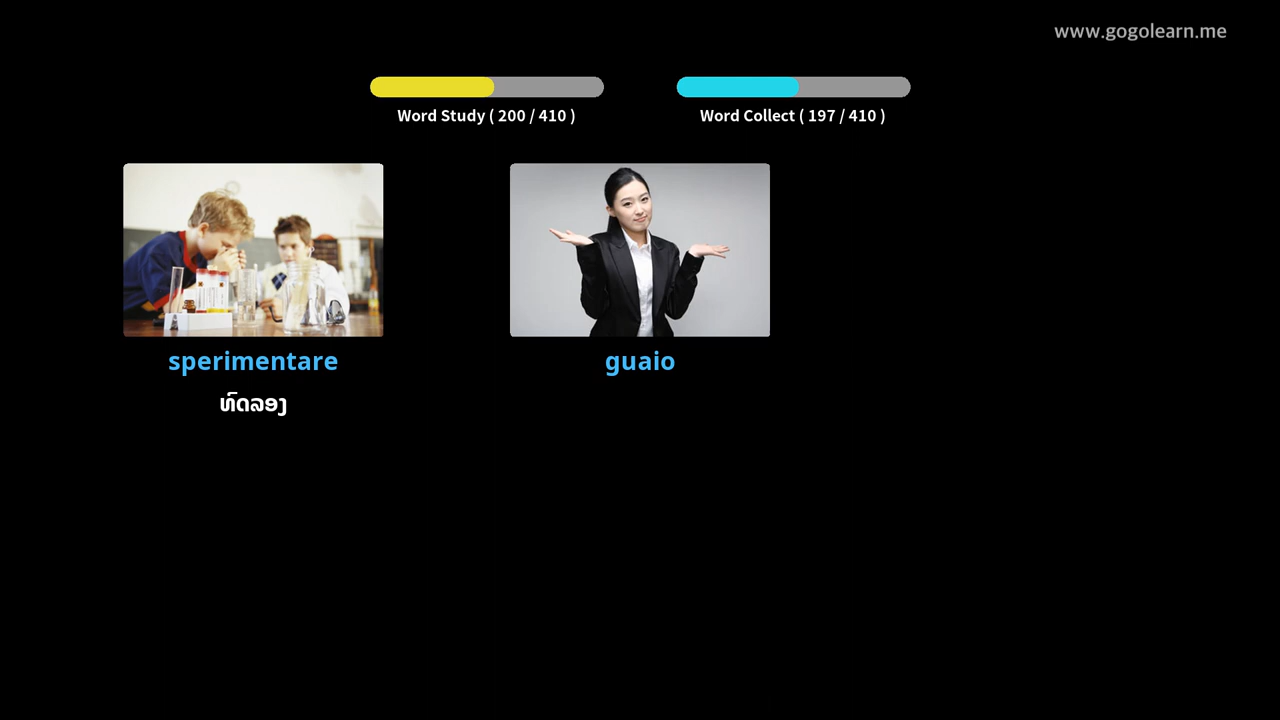 www.gogolearn.me
Word Study ( 200 / 410 )
Word Collect ( 197 / 410 )
sperimentare
guaio
ທົດລອງ